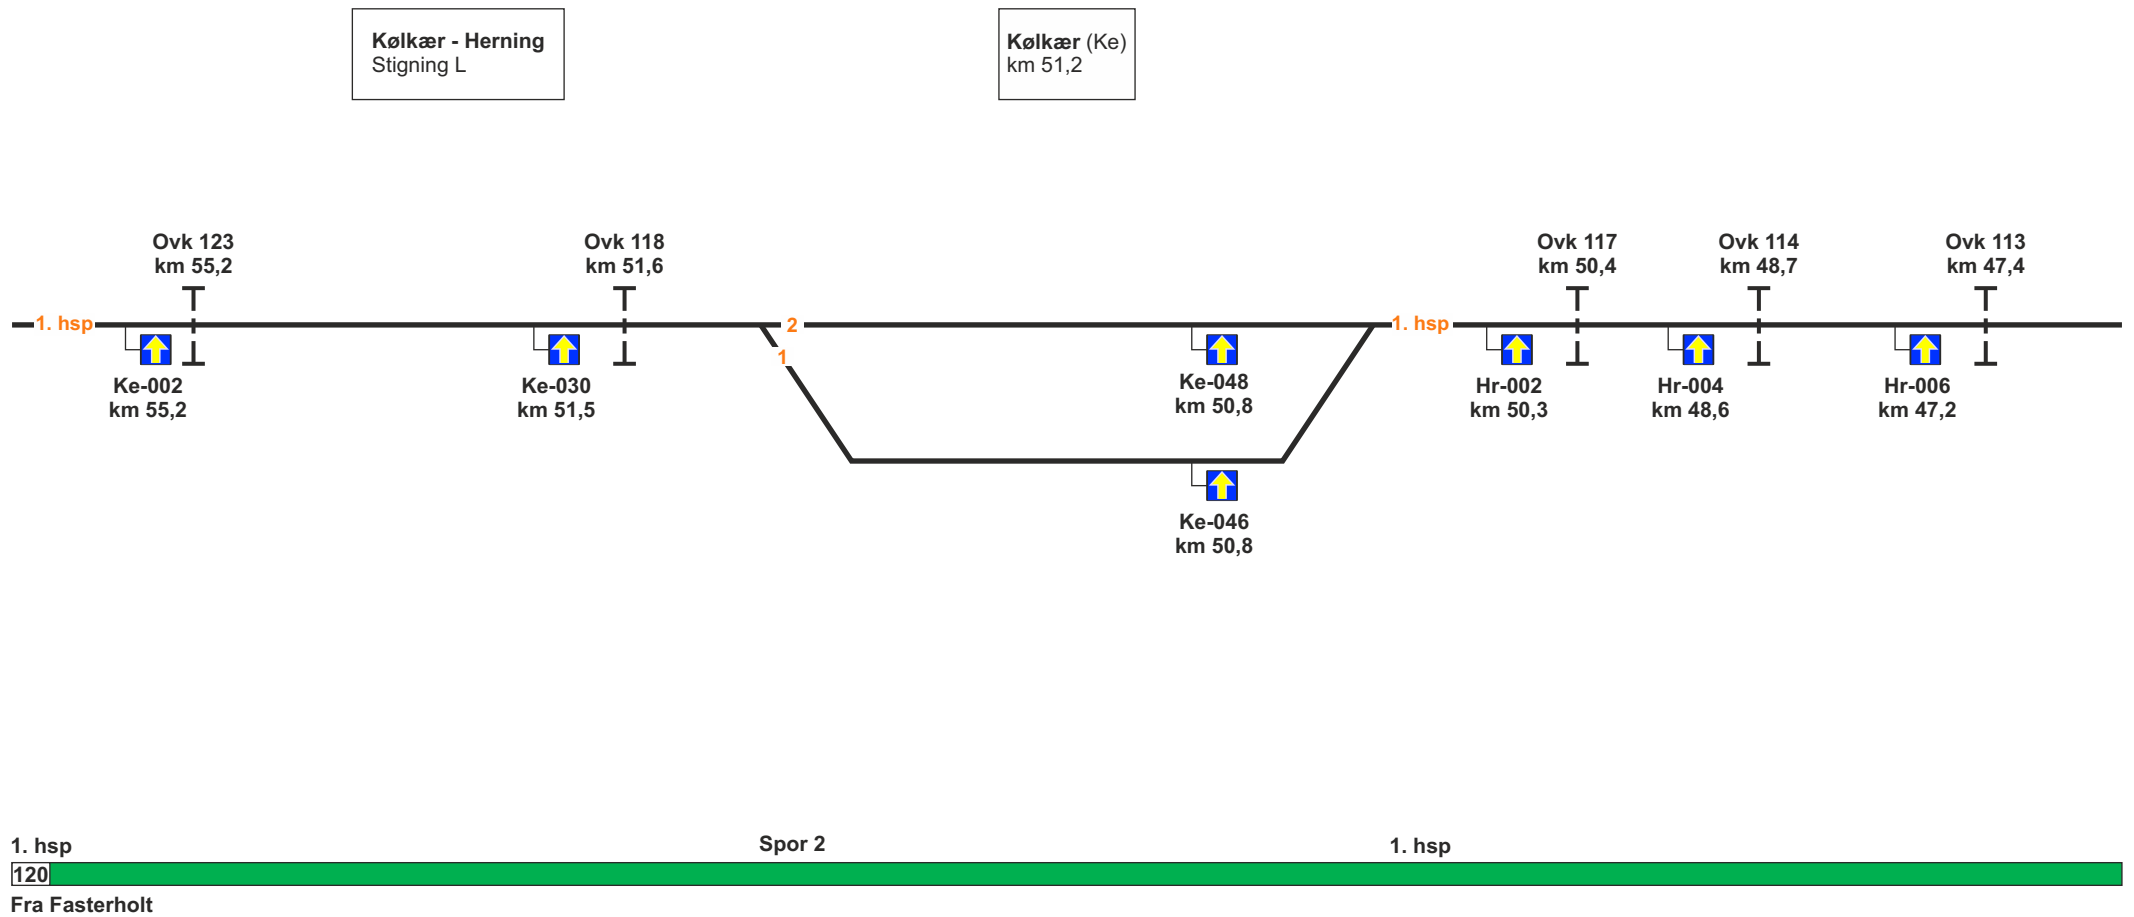 Kølkær - Herning
Stigning L
Kølkær (Ke)
km 51,2
Ovk 123
km 55,2
Ovk 118
km 51,6
Ovk 117
km 50,4
Ovk 114
km 48,7
Ovk 113
km 47,4
1. hsp
2
1. hsp
1
Ke-002
km 55,2
Ke-030
km 51,5
Ke-048
km 50,8
Hr-002
km 50,3
Hr-004
km 48,6
Hr-006
km 47,2
Ke-046
km 50,8
1. hsp
Spor 2
1. hsp
120
Fra Fasterholt